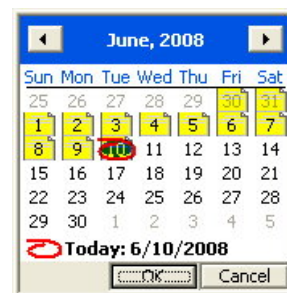 June, 2008
Sun Mon Tue Wed Thu Fri Sat
25 26 27 28 29 30 31
1 2 3 4 5 6 7
8 9 10 11 12 13 14
15 16 17 18 19 20 21
22 23 24 25 26 27 28
29 30 1 2 3 4 5
Today: 6/10/2008
OK Cancel